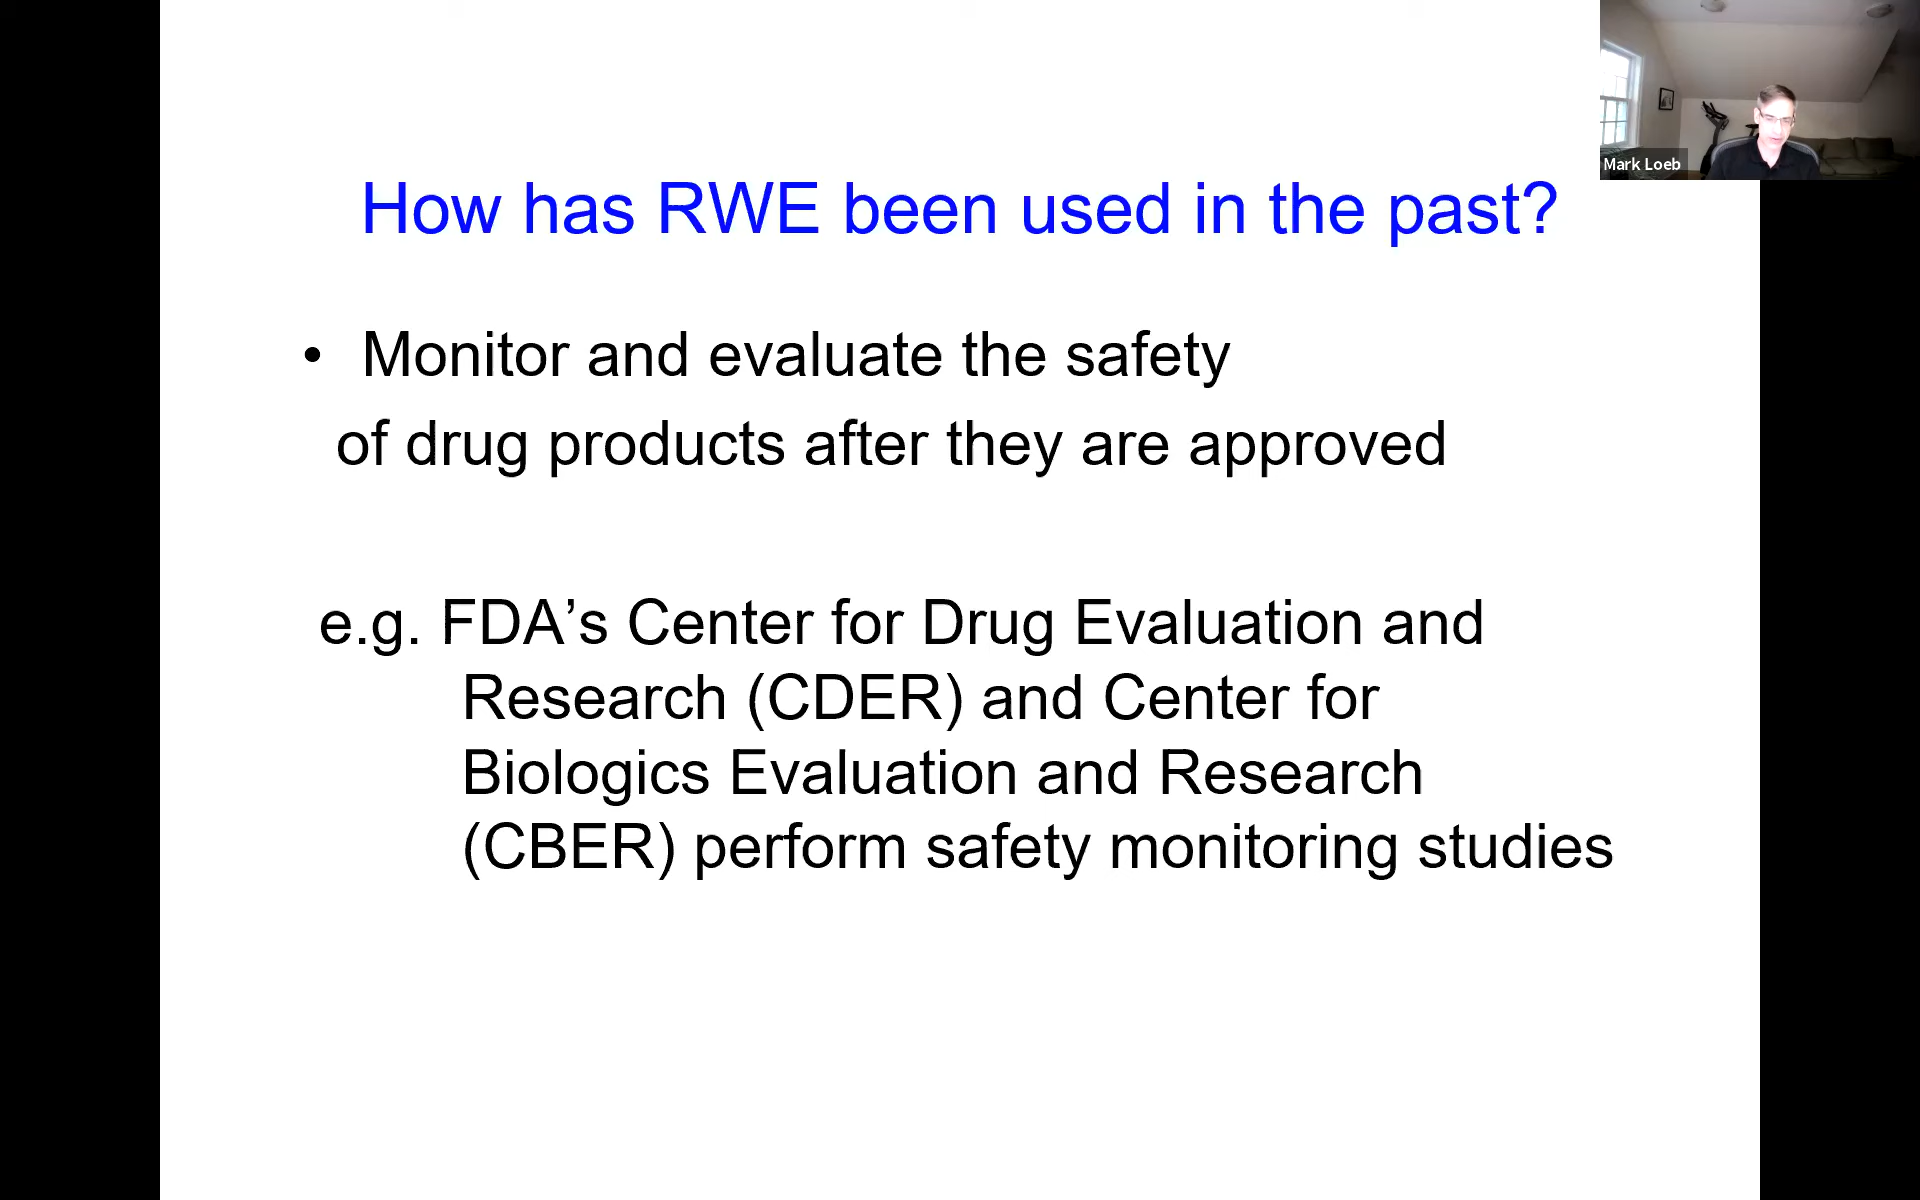 Mark Loeb
How has RWE been used in the past?
• Monitor and evaluate the safety
of drug products after they are approved
e.g. FDA’s Center for Drug Evaluation and
Research (CDER) and Center for
Biologics Evaluation and Research
(CBER) perform safety monitoring studies